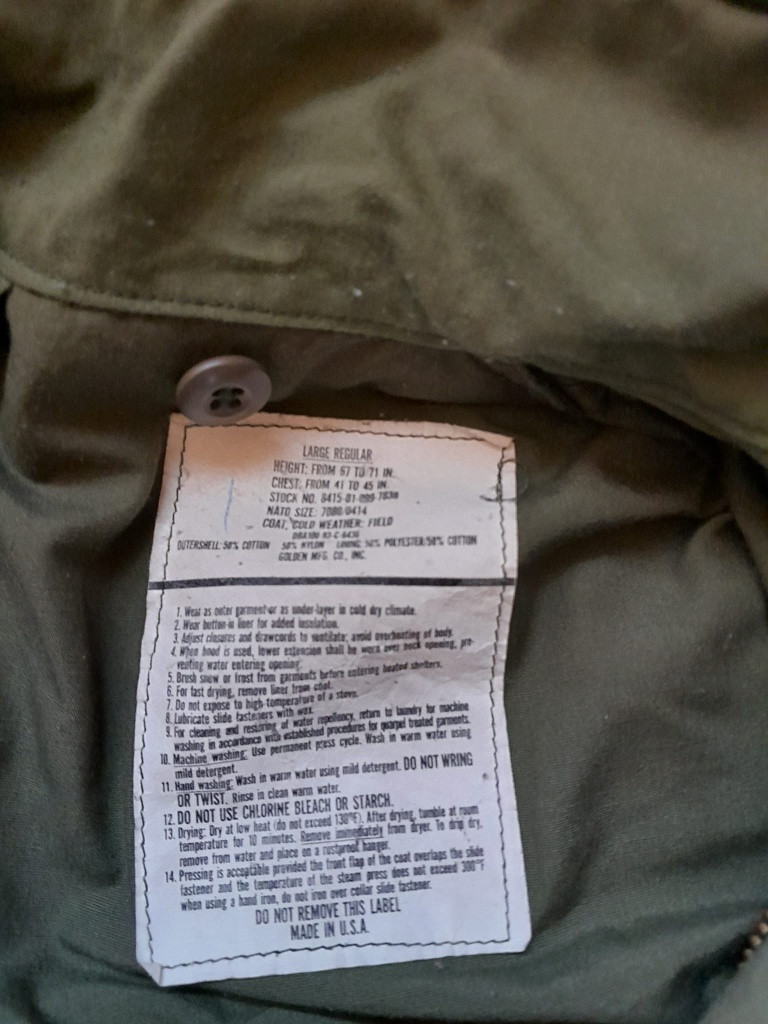 LARGE REGULAR
HEIGHT: FROM 67 TO 71 IN.
CHEST: FROM 41 TO 45 IN.
STOCK NO. 8415-01-099-7838
NATO SIZE: 7080/0414
COAT, COLD WEATHER: FIELD
OUTERSHELL: 50% COTTON 50% NYLON LINING: 50% POLYESTER/50% COTTON
GOLDEN MFG. CO., INC.
1. Wear as outer garment or as under-layer in cold dry climate.
2. Wear button-in liner for added insulation.
3. Adjust closures and drawcords to ventilate; avoid overheating of body.
4. When hood is used, lower extension shall be worn over neck opening, pre-
venting water entering opening.
5. Brush snow or frost from garments before entering heated shelters.
6. For fast drying, remove liner from coat.
7. Do not expose to high temperature of a stove.
8. Lubricate slide fasteners with wax.
9. For cleaning and restoring of water repellency, return to laundry for machine
washing in accordance with established procedures for quarpel treated garments.
10. Machine washing: Use permanent press cycle. Wash in warm water using
mild detergent.
11. Hand washing: Wash in warm water using mild detergent. DO NOT WRING
OR TWIST. Rinse in clean warm water.
12. DO NOT USE CHLORINE BLEACH OR STARCH.
13. Drying: Dry at low heat (do not exceed 130°F). After drying, tumble at room
temperature for 10 minutes. Remove immediately from dryer. To drip dry,
remove from water and place on a rustproof hanger.
14. Pressing is acceptable provided the front flap of the coat overlaps the slide
fastener and the temperature of the steam press does not exceed 300°F
when using a hand iron, do not iron over collar slide fastener.
DO NOT REMOVE THIS LABEL
MADE IN U.S.A.